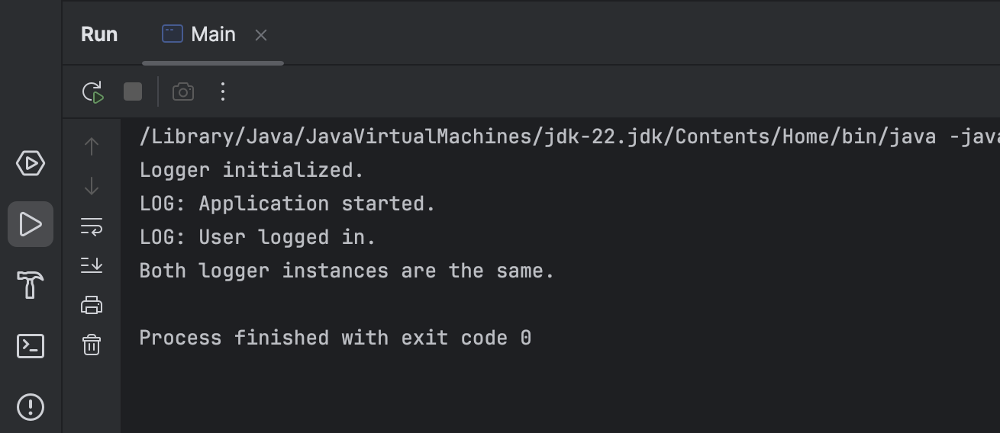 Run Main
/Library/Java/JavaVirtualMachines/jdk-22.jdk/Contents/Home/bin/java -java
Logger initialized.
LOG: Application started.
LOG: User logged in.
Both logger instances are the same.
Process finished with exit code 0